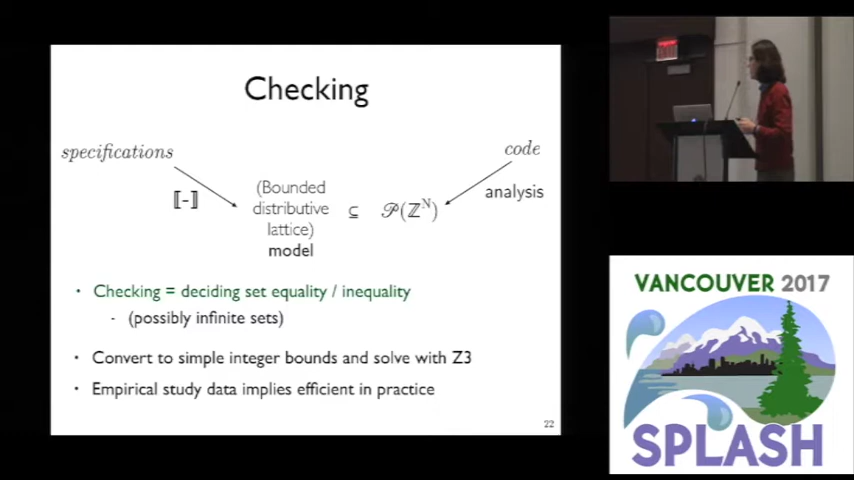 Checking
specifications
code
⟦-⟧
(Bounded
distributive
lattice)
model
⊆
𝒫(ℤᴺ)
analysis
• Checking = deciding set equality / inequality
- (possibly infinite sets)
• Convert to simple integer bounds and solve with Z3
• Empirical study data implies efficient in practice
22
VANCOUVER 2017
SPLASH